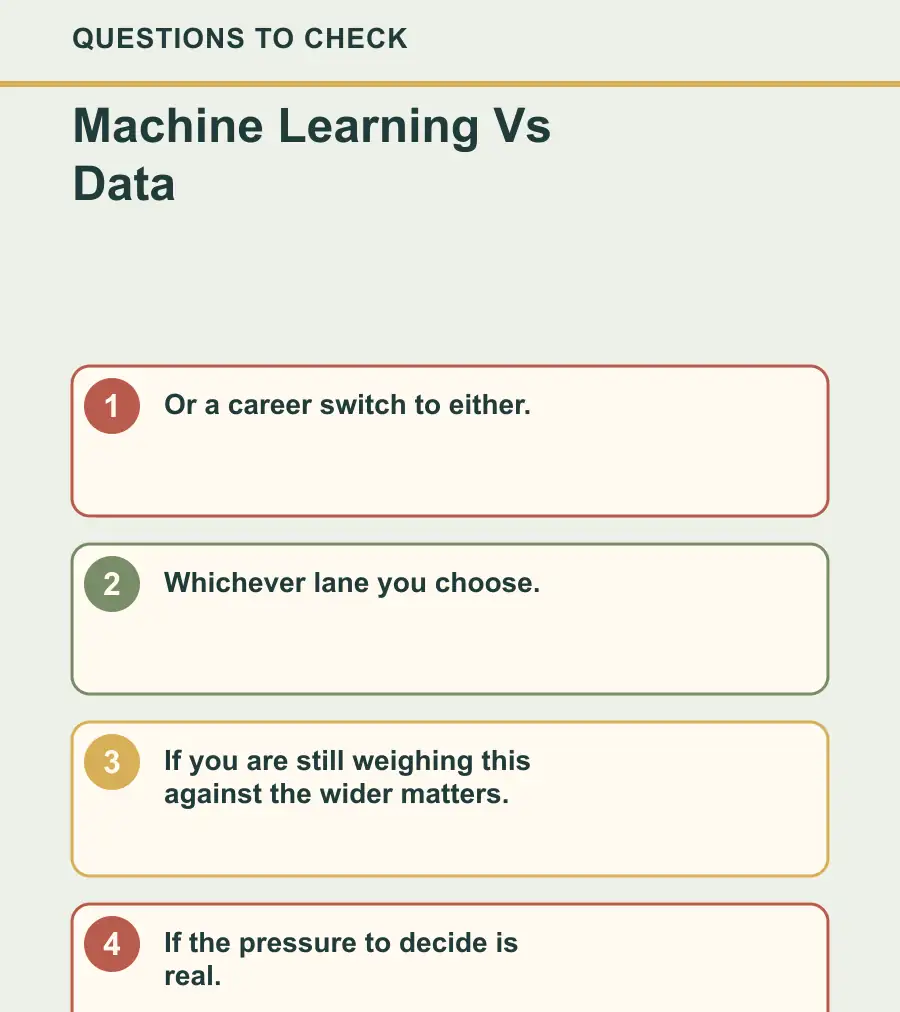 QUESTIONS TO CHECK
Machine Learning Vs
Data
1
Or a career switch to either.
2
Whichever lane you choose.
3
If you are still weighing this
against the wider matters.
4
If the pressure to decide is
real.